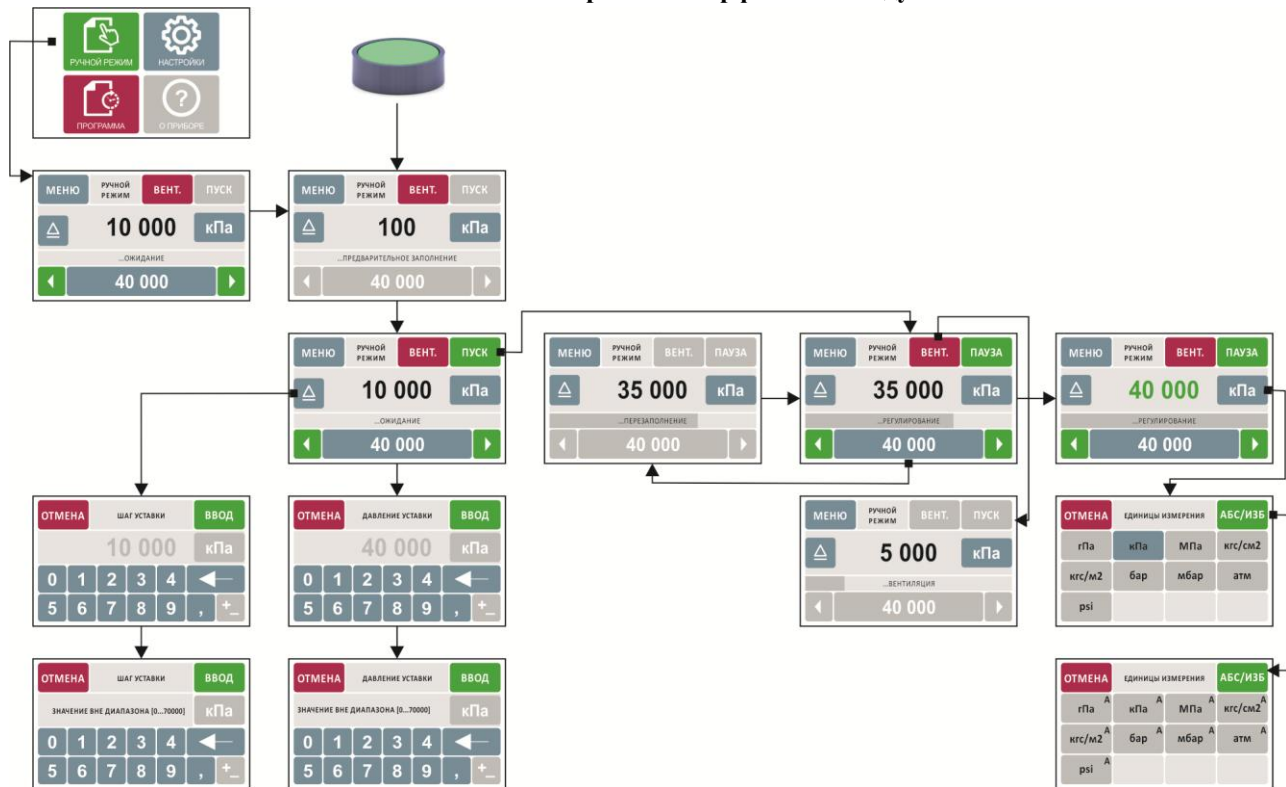 РУЧНОЙ РЕЖИМ
НАСТРОЙКИ
ПРОГРАММА
?
О ПРИБОРЕ
МЕНЮ
РУЧНОЙ
РЕЖИМ
ВЕНТ.
ПУСК
10 000
кПа
...ОЖИДАНИЕ
40 000
МЕНЮ
РУЧНОЙ
РЕЖИМ
ВЕНТ.
ПУСК
100
кПа
...ПРЕДВАРИТЕЛЬНОЕ ЗАПОЛНЕНИЕ
40 000
МЕНЮ
РУЧНОЙ
РЕЖИМ
ВЕНТ.
ПУСК
10 000
кПа
...ОЖИДАНИЕ
40 000
МЕНЮ
РУЧНОЙ
РЕЖИМ
ВЕНТ.
ПАУЗА
35 000
кПа
...ПЕРЕЗАПОЛНЕНИЕ
40 000
МЕНЮ
РУЧНОЙ
РЕЖИМ
ВЕНТ.
ПАУЗА
35 000
кПа
...РЕГУЛИРОВАНИЕ
40 000
МЕНЮ
РУЧНОЙ
РЕЖИМ
ВЕНТ.
ПАУЗА
40 000
кПа
...РЕГУЛИРОВАНИЕ
40 000
ОТМЕНА
ШАГ УСТАВКИ
ВВОД
10 000
кПа
0 1 2 3 4
5 6 7 8 9 , +_
ОТМЕНА
ДАВЛЕНИЕ УСТАВКИ
ВВОД
40 000
кПа
0 1 2 3 4
5 6 7 8 9 , +_
МЕНЮ
РУЧНОЙ
РЕЖИМ
ВЕНТ.
ПУСК
5 000
кПа
...ВЕНТИЛЯЦИЯ
40 000
ОТМЕНА
ЕДИНИЦЫ ИЗМЕРЕНИЯ
АБС/ИЗБ
гПа кПа МПа кгс/см2
кгс/м2 бар мбар атм
psi
ОТМЕНА
ШАГ УСТАВКИ
ВВОД
ЗНАЧЕНИЕ ВНЕ ДИАПАЗОНА [0...70000]
кПа
0 1 2 3 4
5 6 7 8 9 , +_
ОТМЕНА
ДАВЛЕНИЕ УСТАВКИ
ВВОД
ЗНАЧЕНИЕ ВНЕ ДИАПАЗОНА [0...70000]
кПа
0 1 2 3 4
5 6 7 8 9 , +_
ОТМЕНА
ЕДИНИЦЫ ИЗМЕРЕНИЯ
АБС/ИЗБ
гПа A кПа A МПа A кгс/см2 A
кгс/м2 A бар A мбар A атм A
psi A